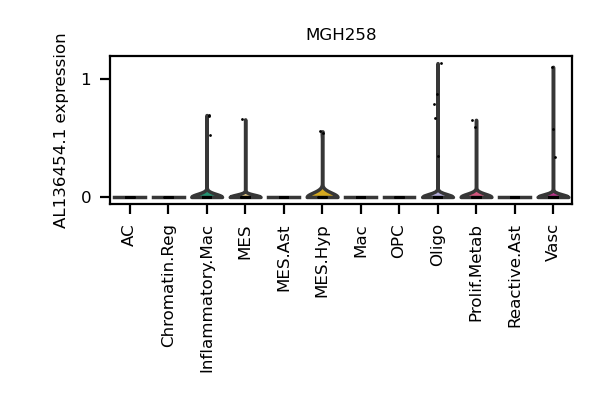 MGH258
AL136454.1 expression
1
0
AC
Chromatin.Reg
Inflammatory.Mac
MES
MES.Ast
MES.Hyp
Mac
OPC
Oligo
Prolif.Metab
Reactive.Ast
Vasc